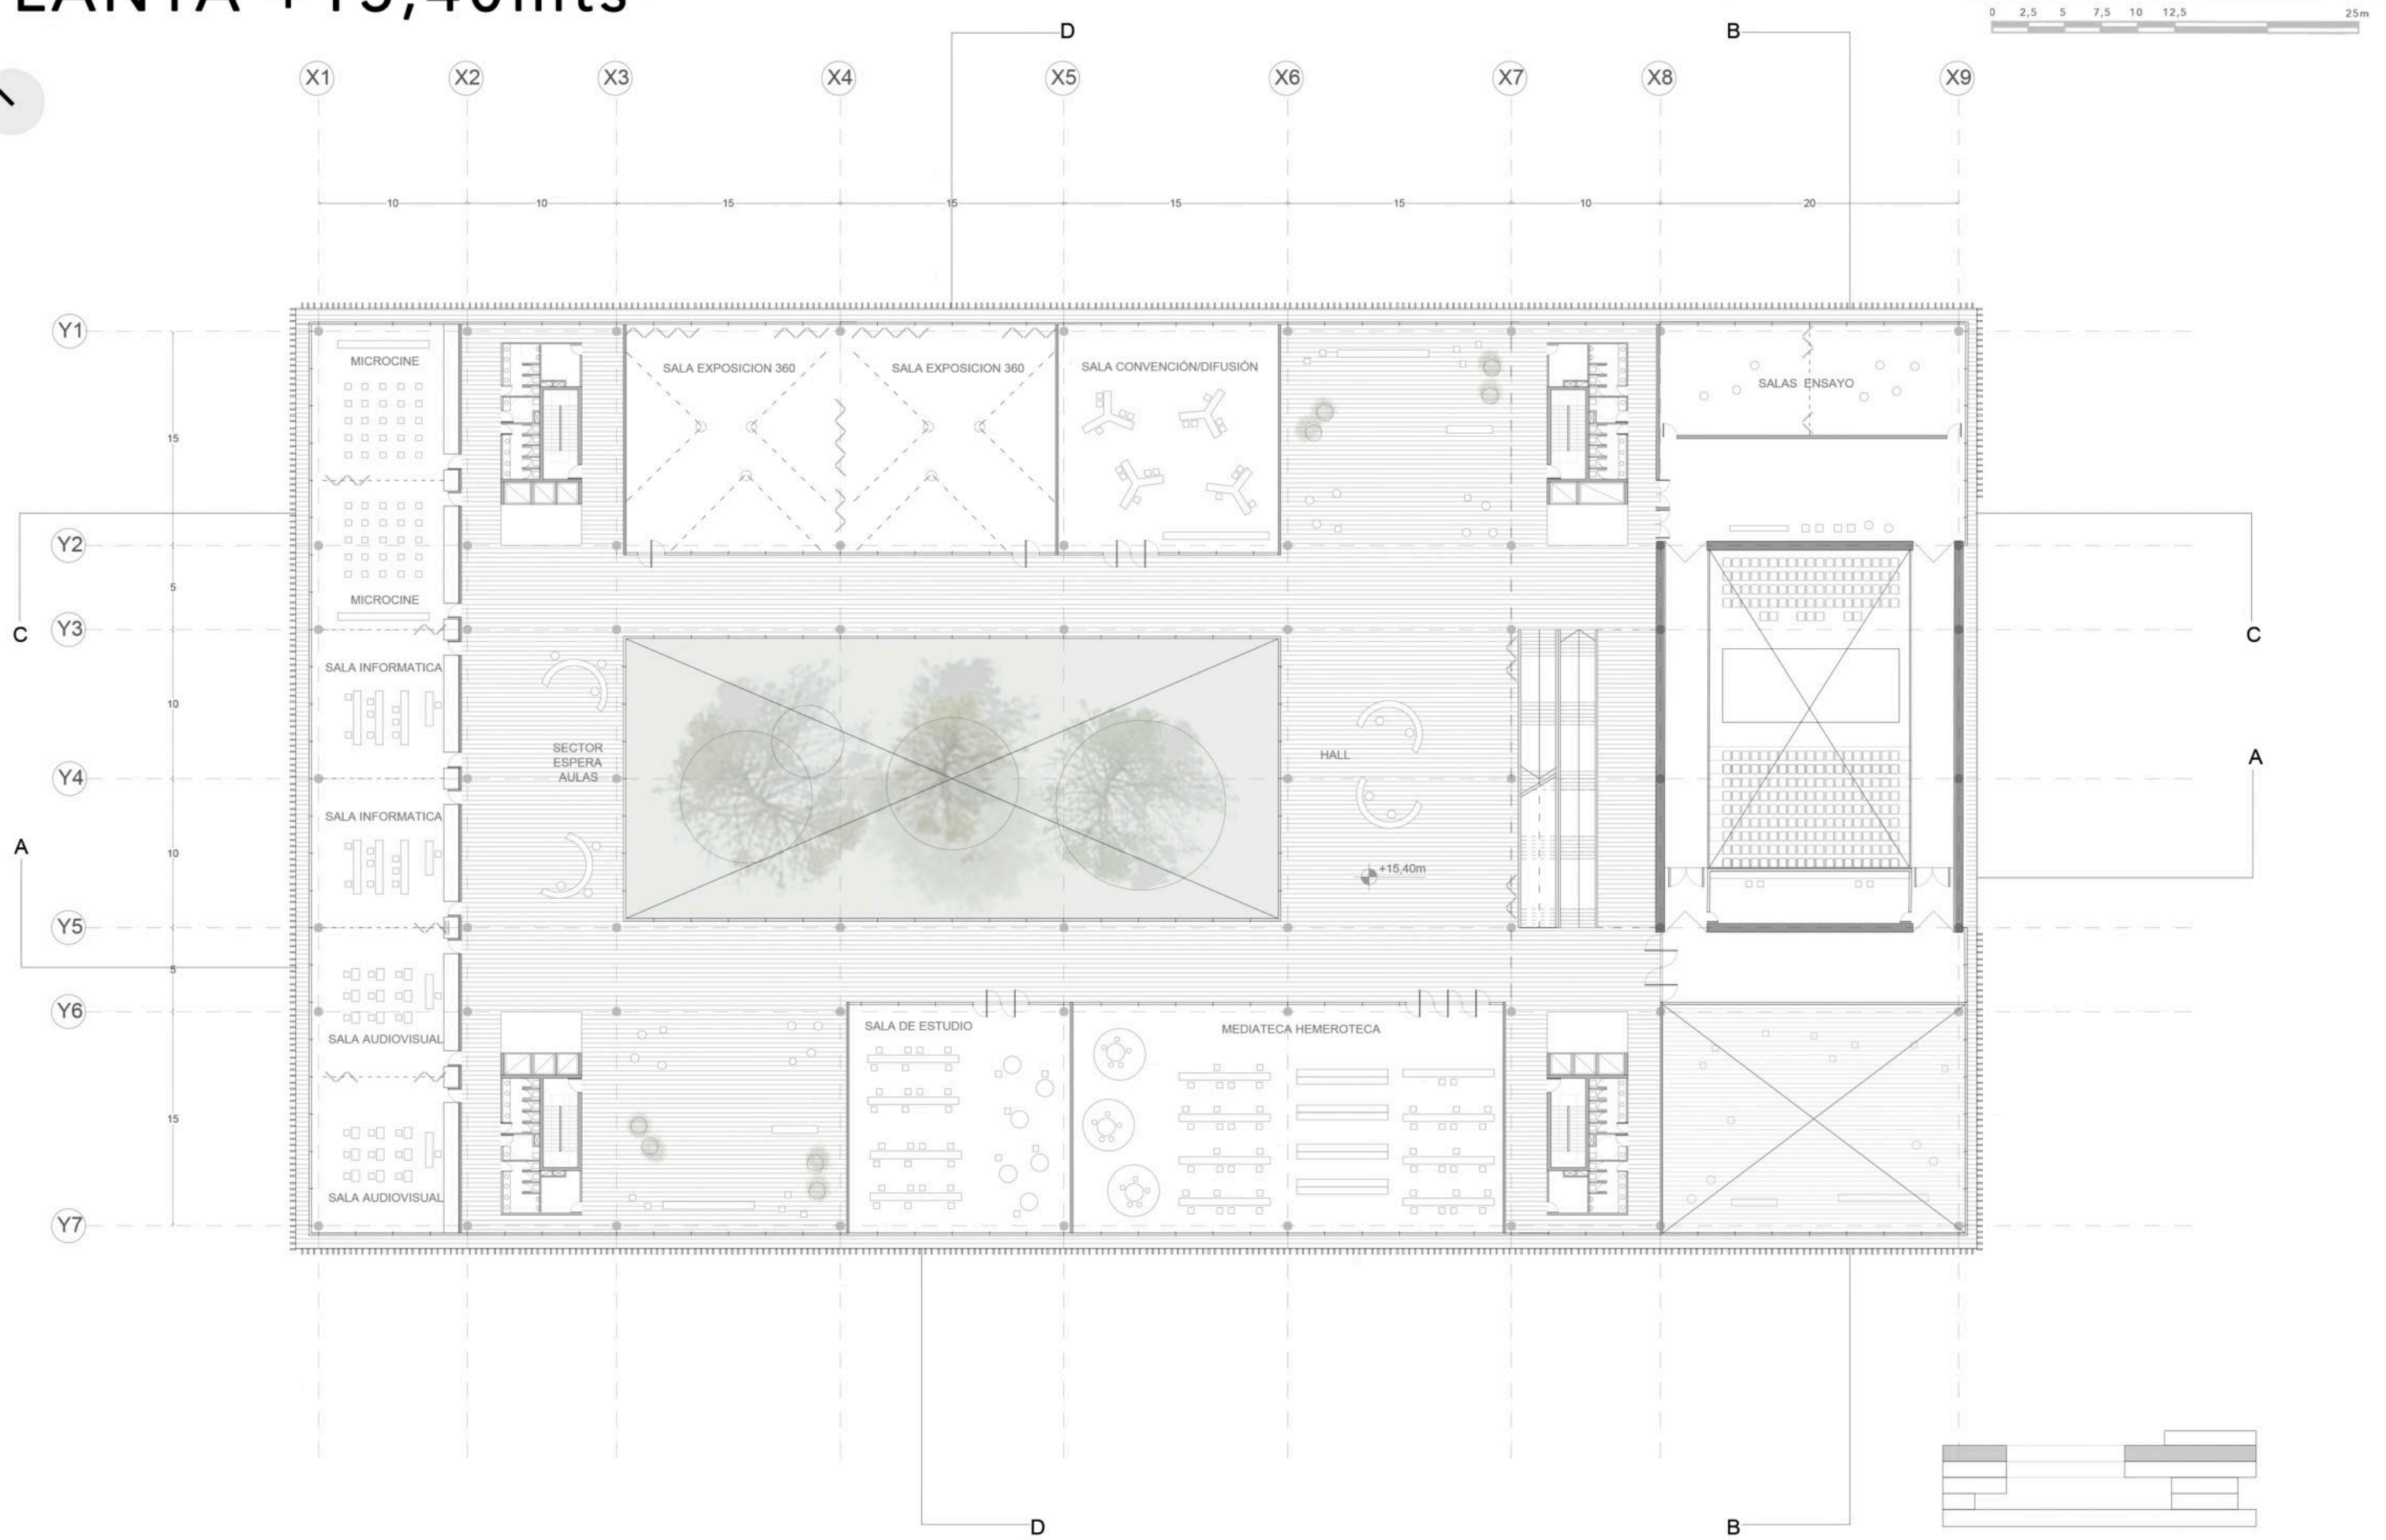 LANTA +15,40mts
0 2,5 5 7,5 10 12,5 25m
D B
X1 X2 X3 X4 X5 X6 X7 X8 X9
10 10 15 15 15 15 10 20
Y1
MICROCINE
SALA EXPOSICION 360
SALA EXPOSICION 360
SALA CONVENCIÓN/DIFUSIÓN
SALAS ENSAYO
15
Y2
5
MICROCINE
Y3
C C
SALA INFORMATICA
10
SECTOR
ESPERA
AULAS
HALL
A
Y4
SALA INFORMATICA
A
10
+15,40m
Y5
5
Y6
SALA DE ESTUDIO
MEDIATECA HEMEROTECA
SALA AUDIOVISUAL
15
SALA AUDIOVISUAL
Y7
D B